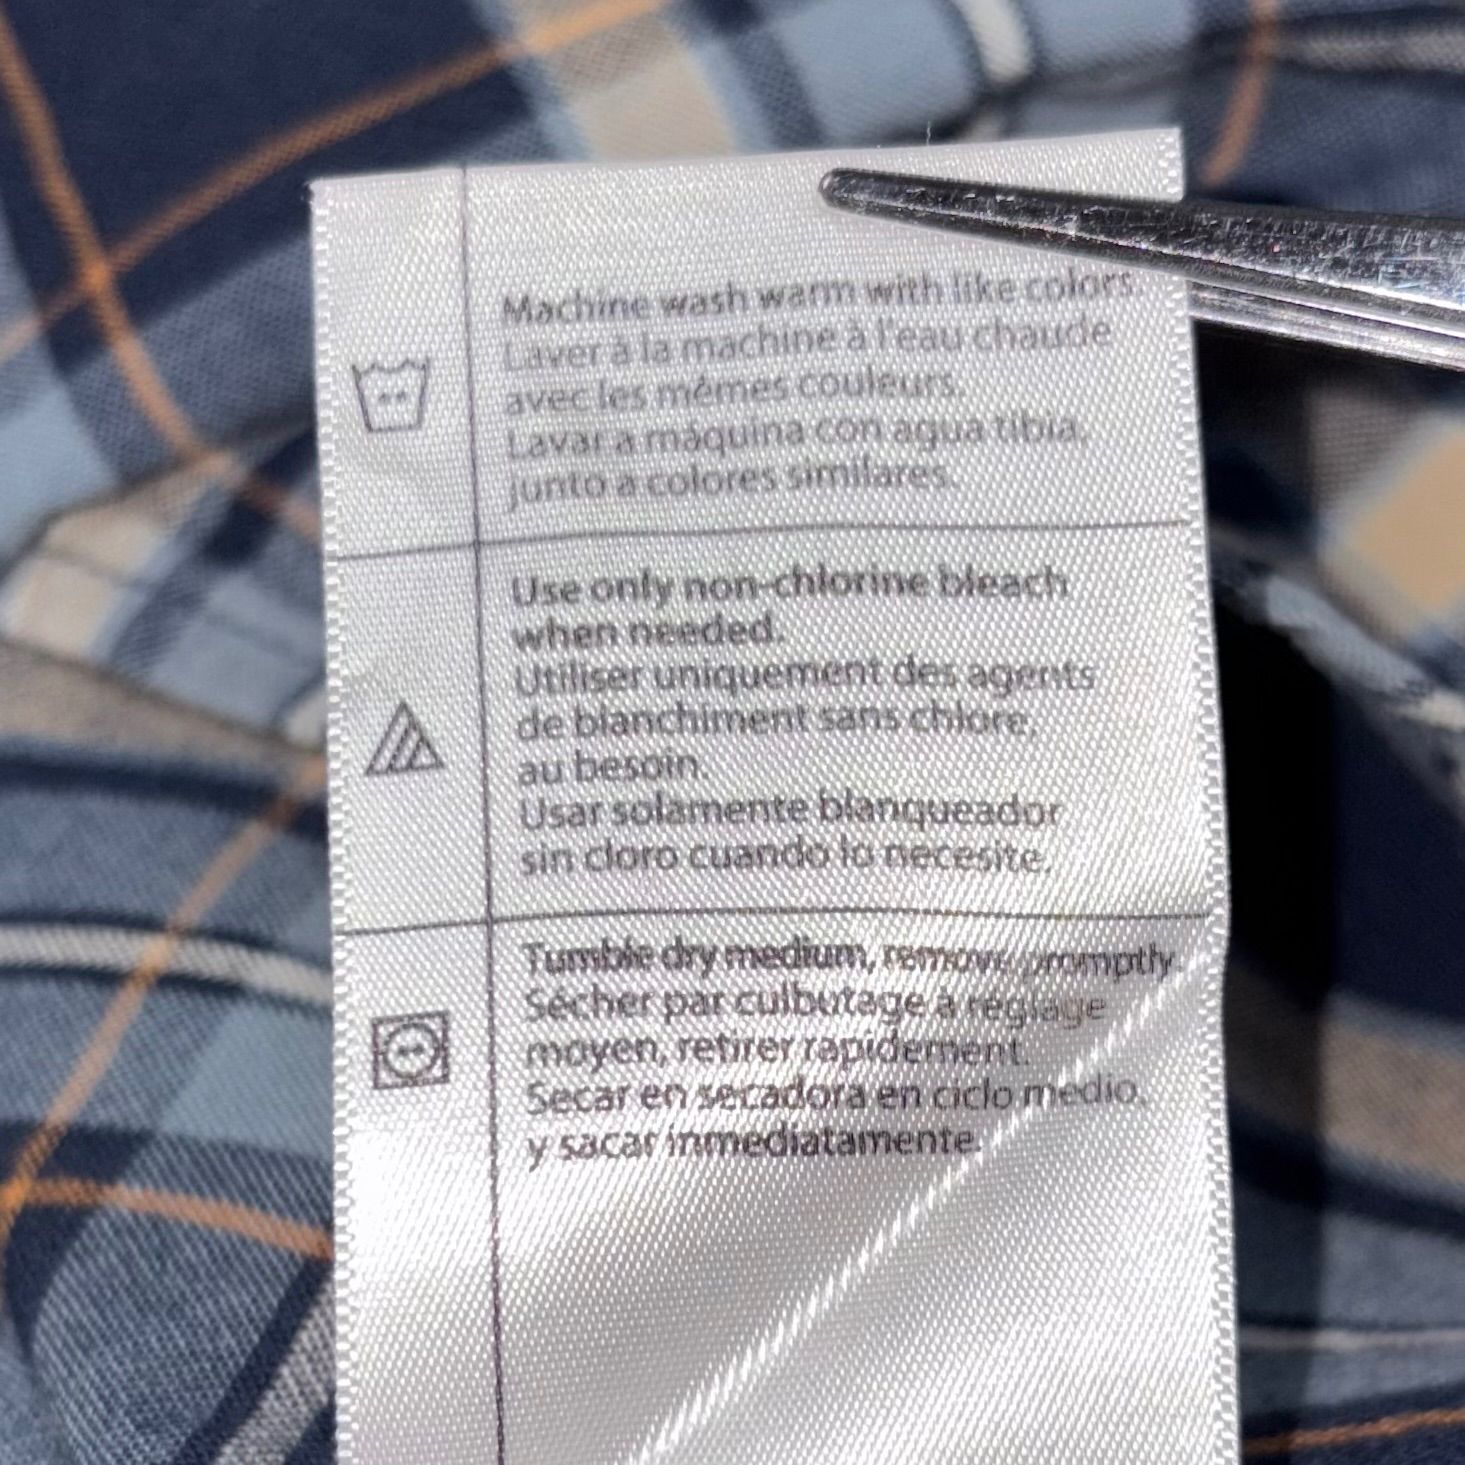 Machine wash warm with like colors.
Laver à la machine à l'eau chaude
avec les mêmes couleurs.
Lavar a máquina con agua tibia,
junto a colores similares.
Use only non-chlorine bleach
when needed.
Utiliser uniquement des agents
de blanchiment sans chlore,
au besoin.
Usar solamente blanqueador
sin cloro cuando lo necesite.
Tumble dry medium, remove promptly.
Sécher par culbutage à réglage
moyen, retirer rapidement.
Secar en secadora en ciclo medio,
y sacar inmediatamente.